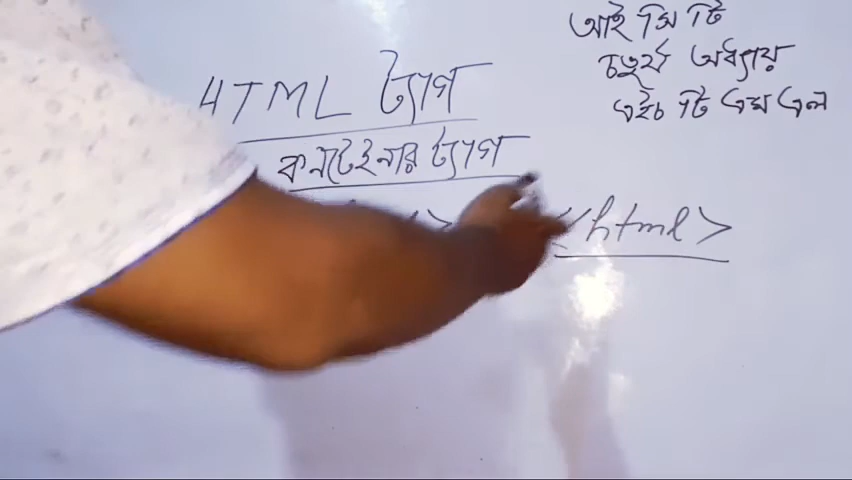 আই সি টি
চতুর্থ অধ্যায়
এইচ টি এম এল
HTML ট্যাগ
কনটেইনার ট্যাগ
</html>